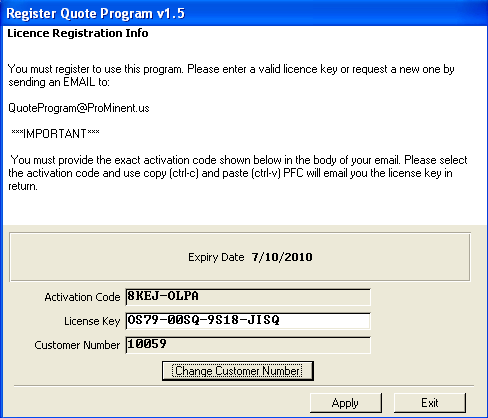 Register Quote Program v1.5
Licence Registration Info
You must register to use this program. Please enter a valid licence key or request a new one by
sending an EMAIL to:
QuoteProgram@ProMinent.us
***IMPORTANT***
You must provide the exact activation code shown below in the body of your email. Please select
the activation code and use copy (ctrl-c) and paste (ctrl-v) PFC will email you the license key in
return.
Expiry Date 7/10/2010
Activation Code 8KEJ-OLPA
License Key OS79-00SQ-9S18-JISQ
Customer Number 10059
Change Customer Number
Apply Exit